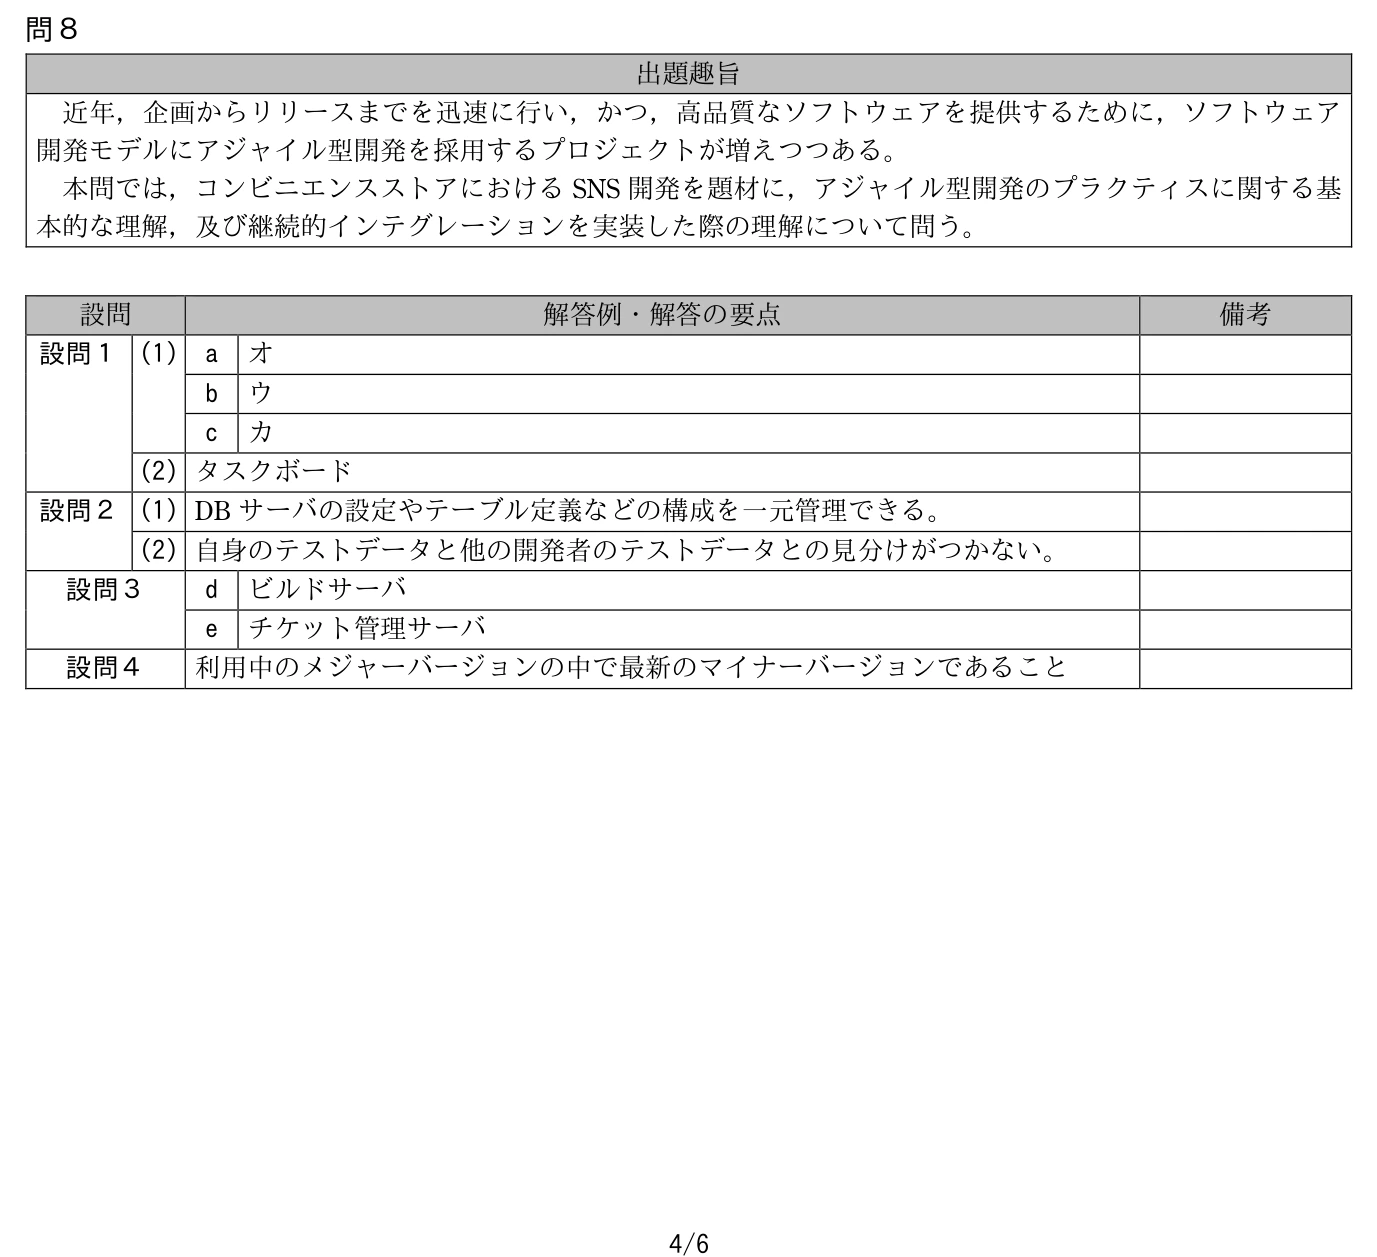 問８
出題趣旨
近年，企画からリリースまでを迅速に行い，かつ，高品質なソフトウェアを提供するために，ソフトウェア
開発モデルにアジャイル型開発を採用するプロジェクトが増えつつある。
本問では，コンビニエンスストアにおける SNS 開発を題材に，アジャイル型開発のプラクティスに関する基
本的な理解，及び継続的インテグレーションを実装した際の理解について問う。
設問 解答例・解答の要点 備考
設問１ (1) a オ
b ウ
c カ
(2) タスクボード
設問２ (1) DB サーバの設定やテーブル定義などの構成を一元管理できる。
(2) 自身のテストデータと他の開発者のテストデータとの見分けがつかない。
設問３ d ビルドサーバ
e チケット管理サーバ
設問４ 利用中のメジャーバージョンの中で最新のマイナーバージョンであること
4/6